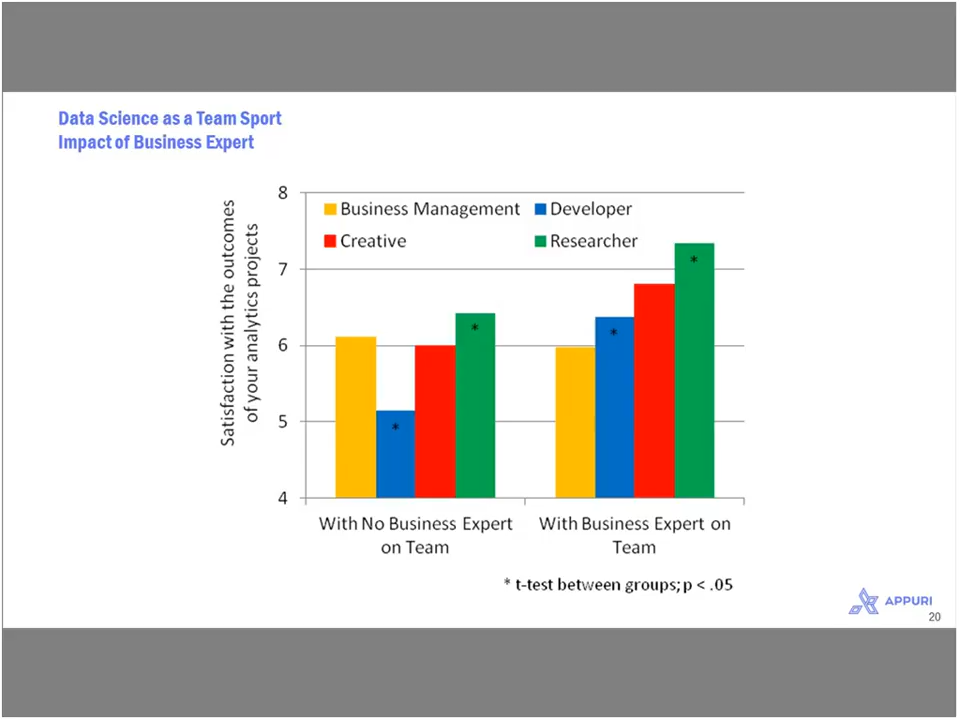 Data Science as a Team Sport
Impact of Business Expert
Satisfaction with the outcomes
of your analytics projects
8
7
6
5
4
Business Management
Developer
Creative
Researcher
*
*
*
*
With No Business Expert
on Team
With Business Expert on
Team
* t-test between groups; p < .05
APPURI
20